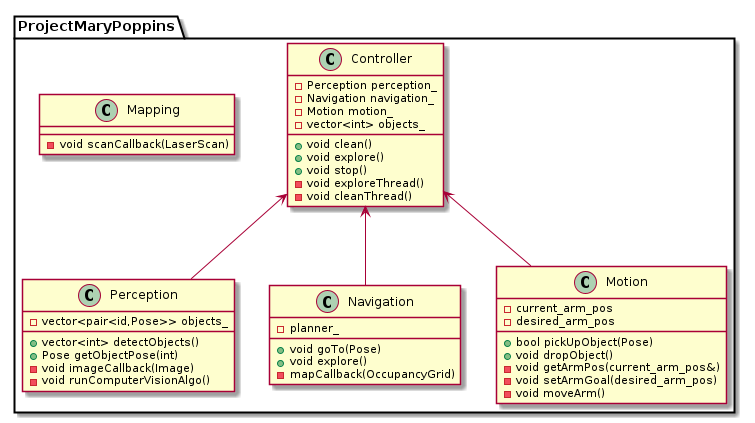 ProjectMaryPoppins
C Controller
Perception perception_
Navigation navigation_
Motion motion_
vector<int> objects_
void clean()
void explore()
void stop()
void exploreThread()
void cleanThread()
C Mapping
void scanCallback(LaserScan)
C Perception
vector<pair<id,Pose>> objects_
vector<int> detectObjects()
Pose getObjectPose(int)
void imageCallback(Image)
void runComputerVisionAlgo()
C Navigation
planner_
void goTo(Pose)
void explore()
mapCallback(OccupancyGrid)
C Motion
current_arm_pos
desired_arm_pos
bool pickUpObject(Pose)
void dropObject()
void getArmPos(current_arm_pos&)
void setArmGoal(desired_arm_pos)
void moveArm()